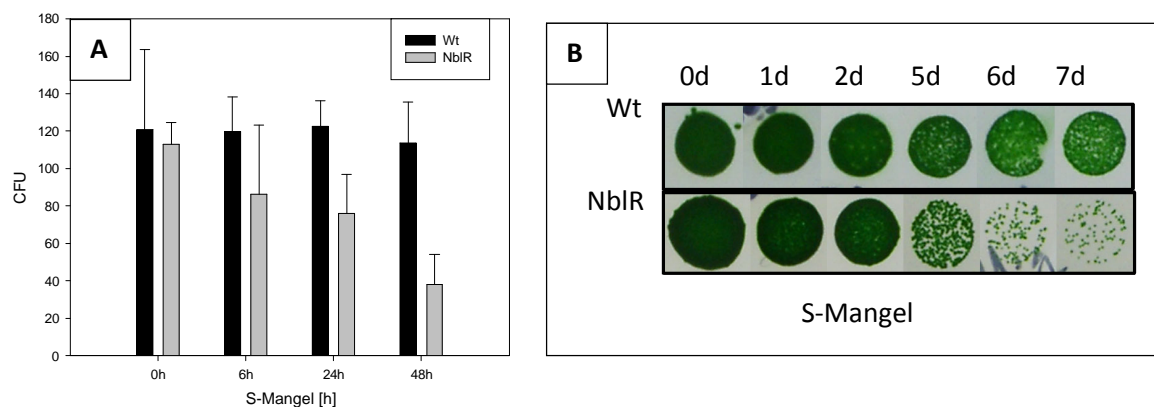 A
Wt
NblR
180
160
140
120
100
80
60
40
20
0
CFU
0h 6h 24h 48h
S-Mangel [h]
B
0d 1d 2d 5d 6d 7d
Wt
NblR
S-Mangel